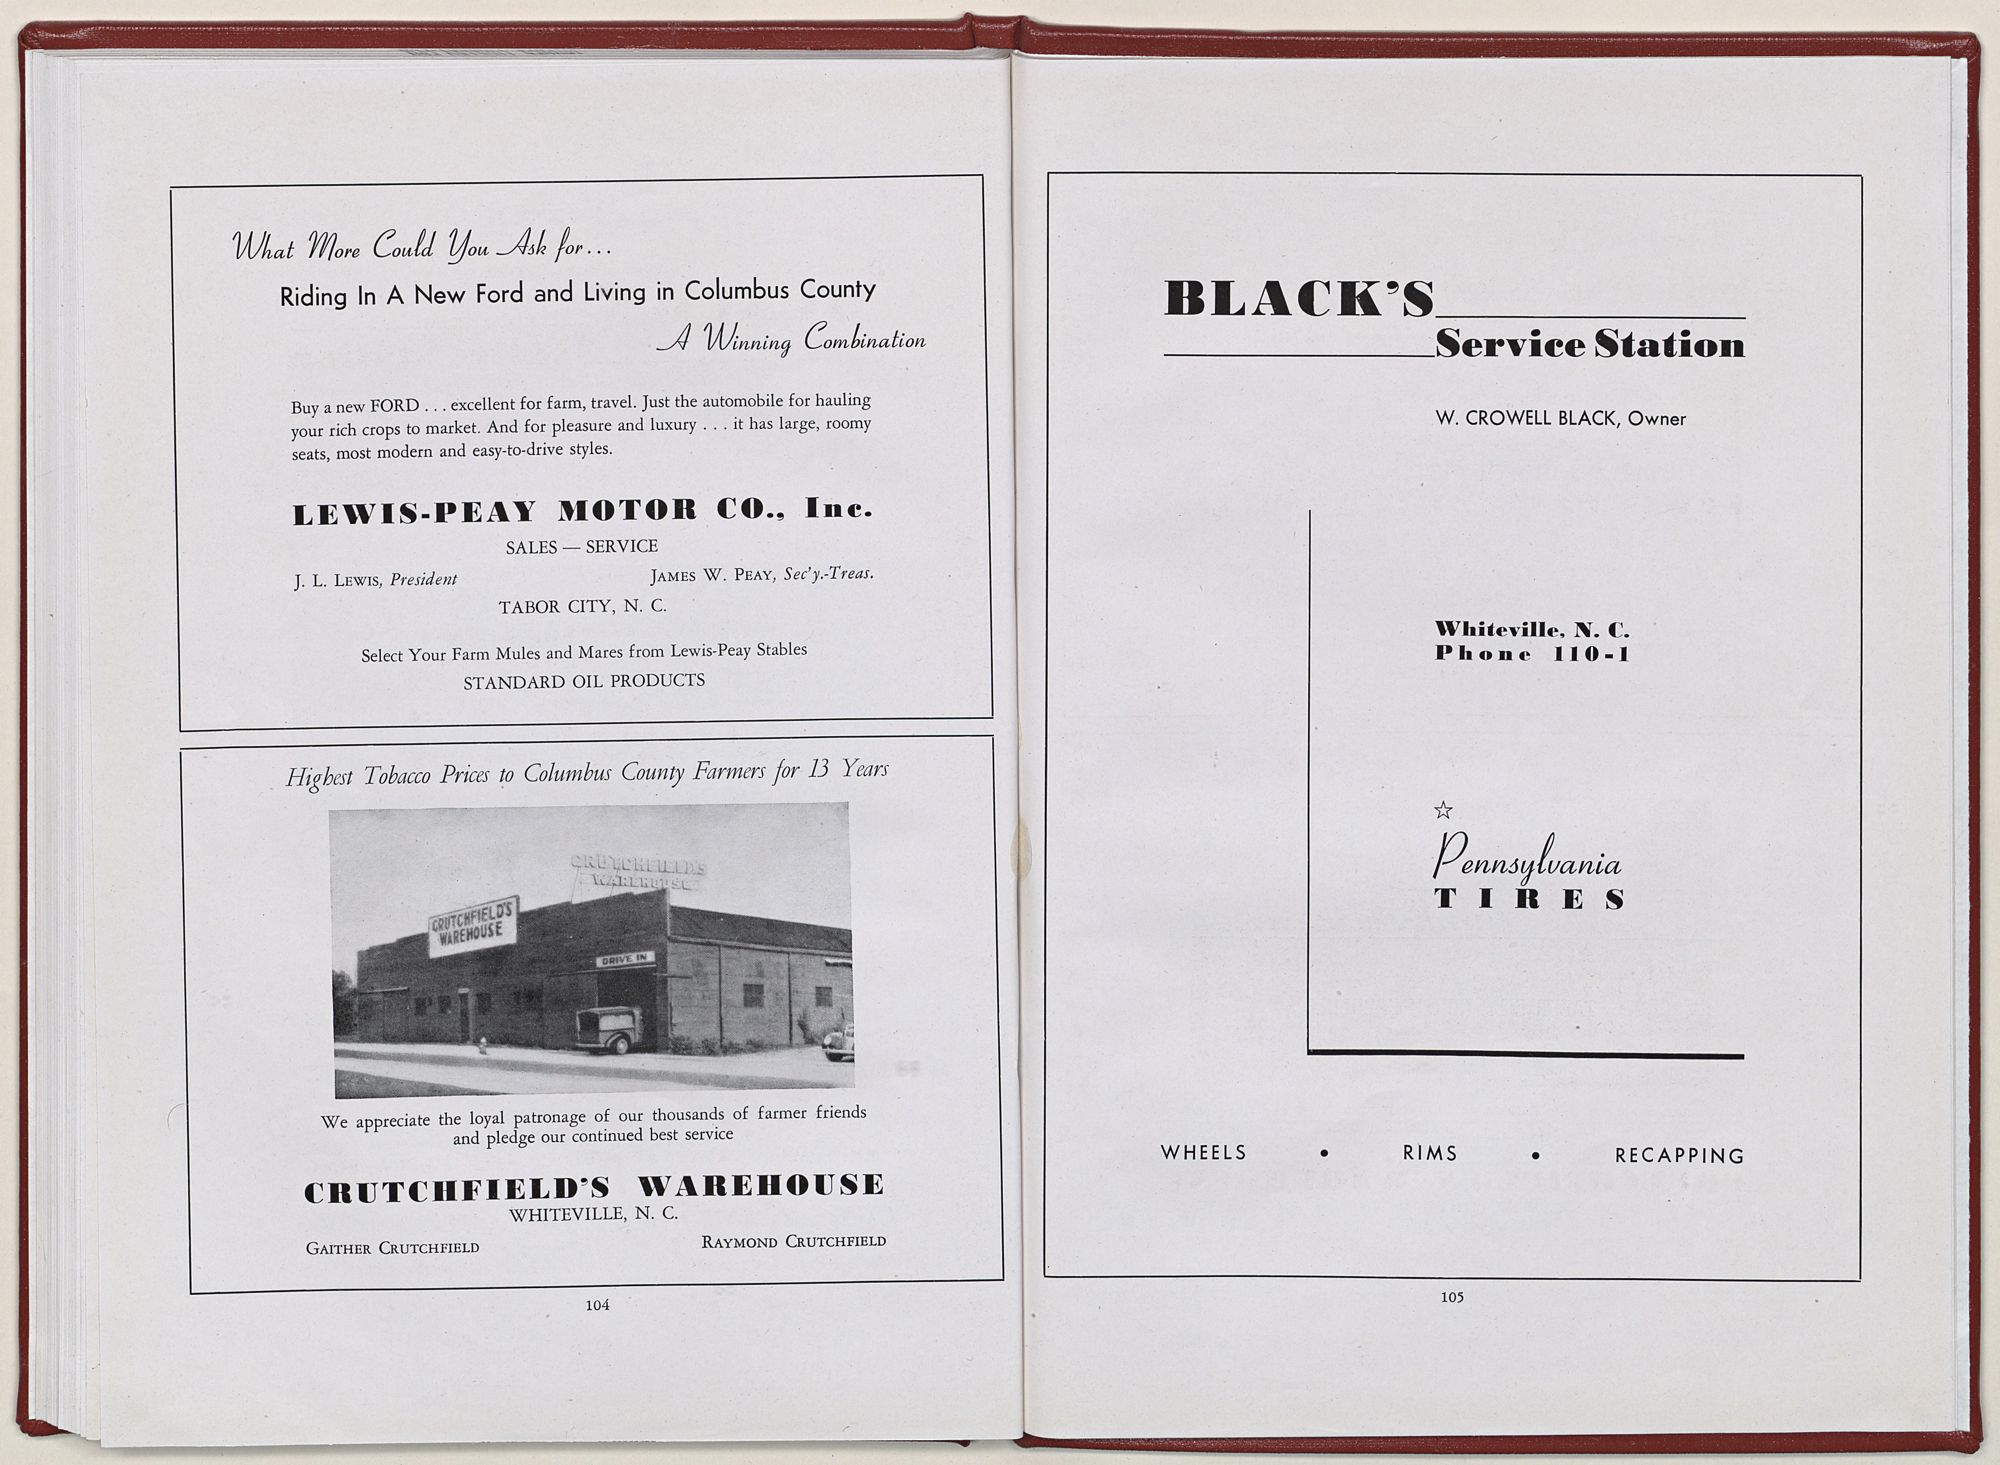 What More Could You Ask for...
Riding In A New Ford and Living in Columbus County
A Winning Combination
Buy a new FORD . . . excellent for farm, travel. Just the automobile for hauling
your rich crops to market. And for pleasure and luxury . . . it has large, roomy
seats, most modern and easy-to-drive styles.
LEWIS-PEAY MOTOR CO., Inc.
SALES — SERVICE
J. L. LEWIS, President JAMES W. PEAY, Sec'y.-Treas.
TABOR CITY, N. C.
Select Your Farm Mules and Mares from Lewis-Peay Stables
STANDARD OIL PRODUCTS
Highest Tobacco Prices to Columbus County Farmers for 13 Years
CRUTCHFIELD'S
WAREHOUSE
CRUTCHFIELD'S
WAREHOUSE
DRIVE IN
We appreciate the loyal patronage of our thousands of farmer friends
and pledge our continued best service
CRUTCHFIELD'S WAREHOUSE
WHITEVILLE, N. C.
GAITHER CRUTCHFIELD RAYMOND CRUTCHFIELD
104
BLACK'S
Service Station
W. CROWELL BLACK, Owner
Whiteville, N. C.
Phone 110-1
☆
Pennsylvania
TIRES
WHEELS • RIMS • RECAPPING
105